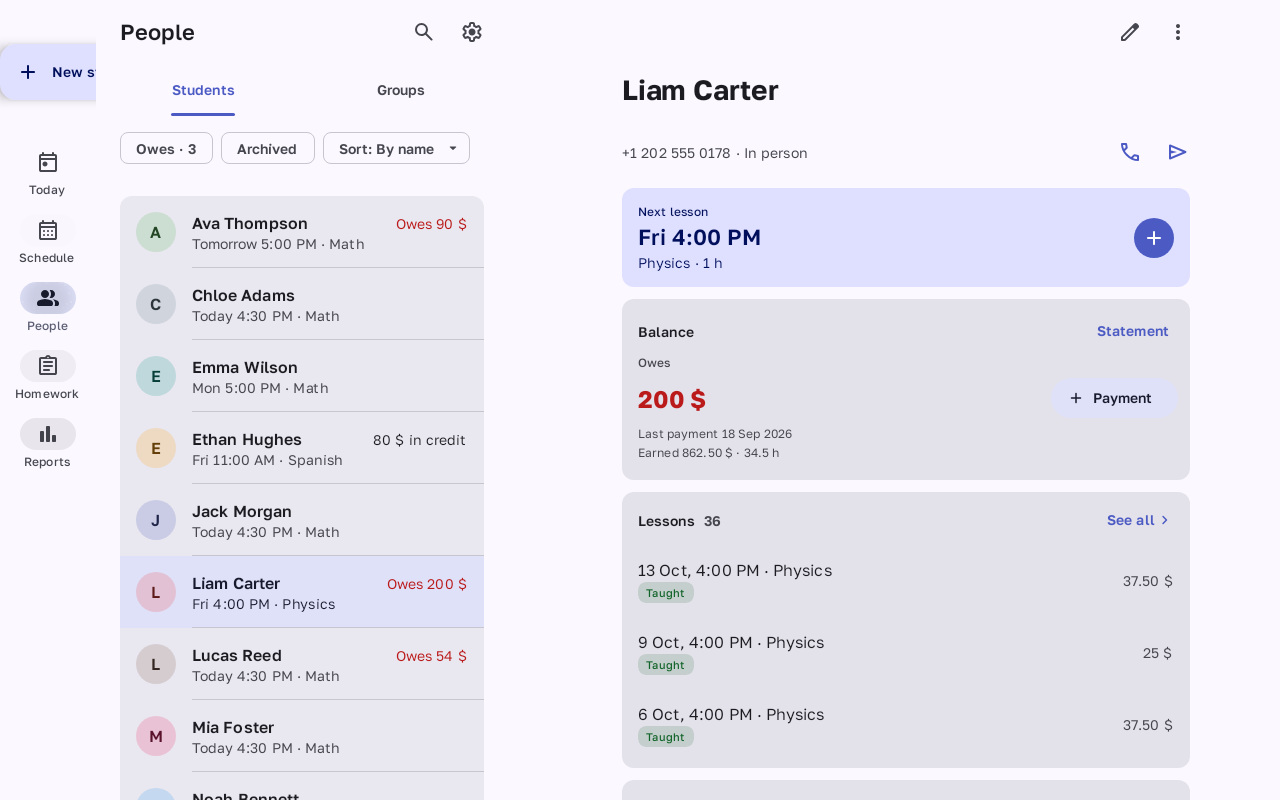 People
New s
Today
Schedule
People
Homework
Reports
Students
Groups
Owes · 3
Archived
Sort: By name
A
Ava Thompson
Owes 90 $
Tomorrow 5:00 PM · Math
C
Chloe Adams
Today 4:30 PM · Math
E
Emma Wilson
Mon 5:00 PM · Math
E
Ethan Hughes
80 $ in credit
Fri 11:00 AM · Spanish
J
Jack Morgan
Today 4:30 PM · Math
L
Liam Carter
Owes 200 $
Fri 4:00 PM · Physics
L
Lucas Reed
Owes 54 $
Today 4:30 PM · Math
M
Mia Foster
Today 4:30 PM · Math
Noah Bennett
Liam Carter
+1 202 555 0178 · In person
Next lesson
Fri 4:00 PM
Physics · 1 h
Balance
Statement
Owes
200 $
Payment
Last payment 18 Sep 2026
Earned 862.50 $ · 34.5 h
Lessons 36
See all
13 Oct, 4:00 PM · Physics
Taught
37.50 $
9 Oct, 4:00 PM · Physics
Taught
25 $
6 Oct, 4:00 PM · Physics
Taught
37.50 $